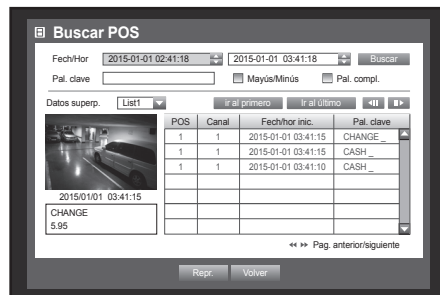 Buscar POS
Fech/Hor 2015-01-01 02:41:18 2015-01-01 03:41:18 Buscar
Pal. clave Mayús/Minús Pal. compl.
Datos superp. List1 ir al primero Ir al último
POS Canal Fech/hor inic. Pal. clave
1 1 2015-01-01 03:41:15 CHANGE _
1 1 2015-01-01 03:41:15 CASH _
1 1 2015-01-01 03:41:10 CASH _
2015/01/01 03:41:15
CHANGE
5.95
Pag. anterior/siguiente
Repr. Volver